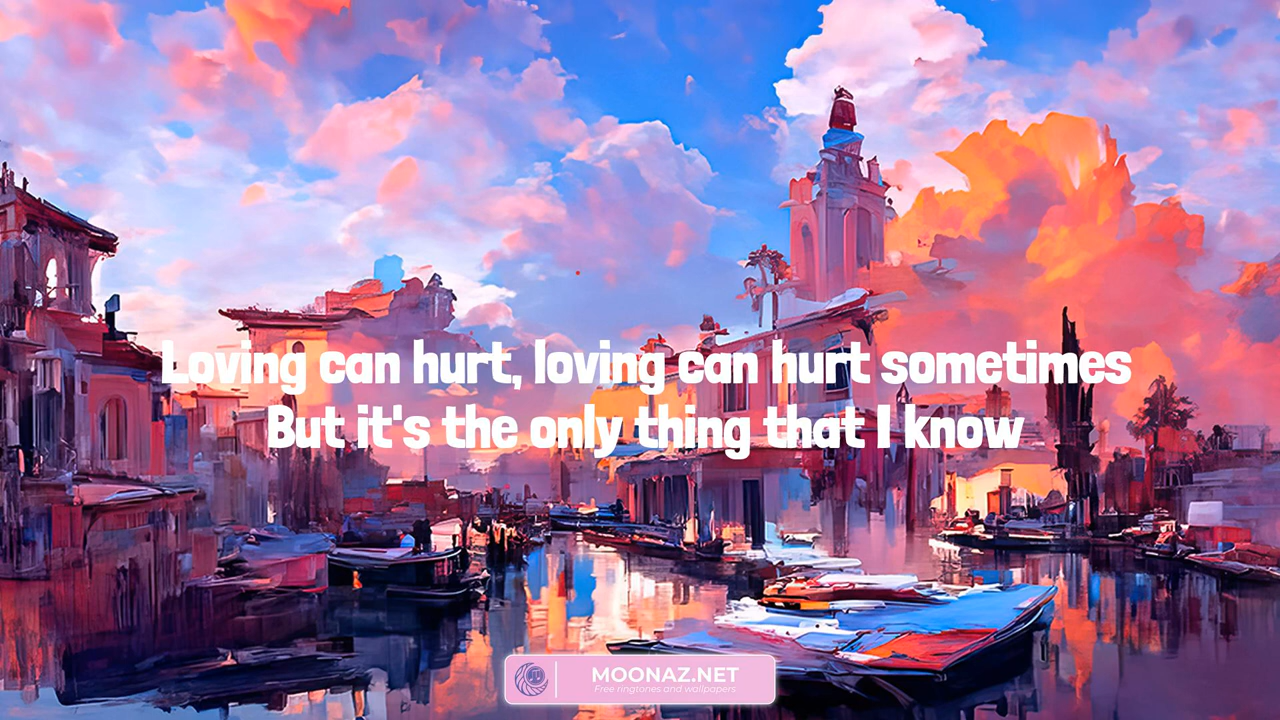 Loving can hurt, loving can hurt sometimes
But it's the only thing that I know
MOONAZ.NET
Free ringtones and wallpapers